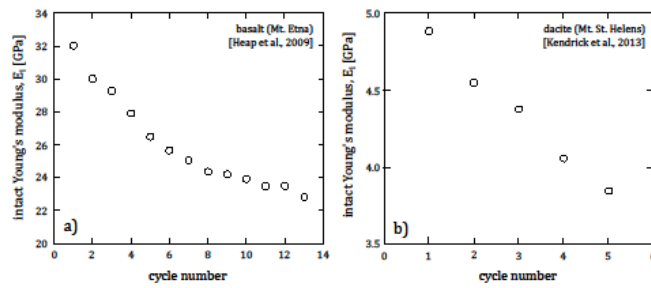 basalt (Mt. Etna)
[Heap et al., 2009]
intact Young's modulus, Eᵢ [GPa]
34
32
30
28
26
24
22
20
a)
0 2 4 6 8 10 12 14
cycle number
dacite (Mt. St. Helens)
[Kendrick et al., 2013]
intact Young's modulus, Eᵢ [GPa]
5.0
4.5
4.0
3.5
b)
0 1 2 3 4 5 6
cycle number